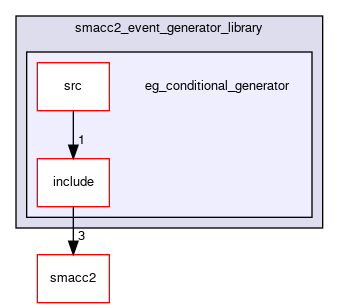 smacc2_event_generator_library
src
eg_conditional_generator
1
include
3
smacc2